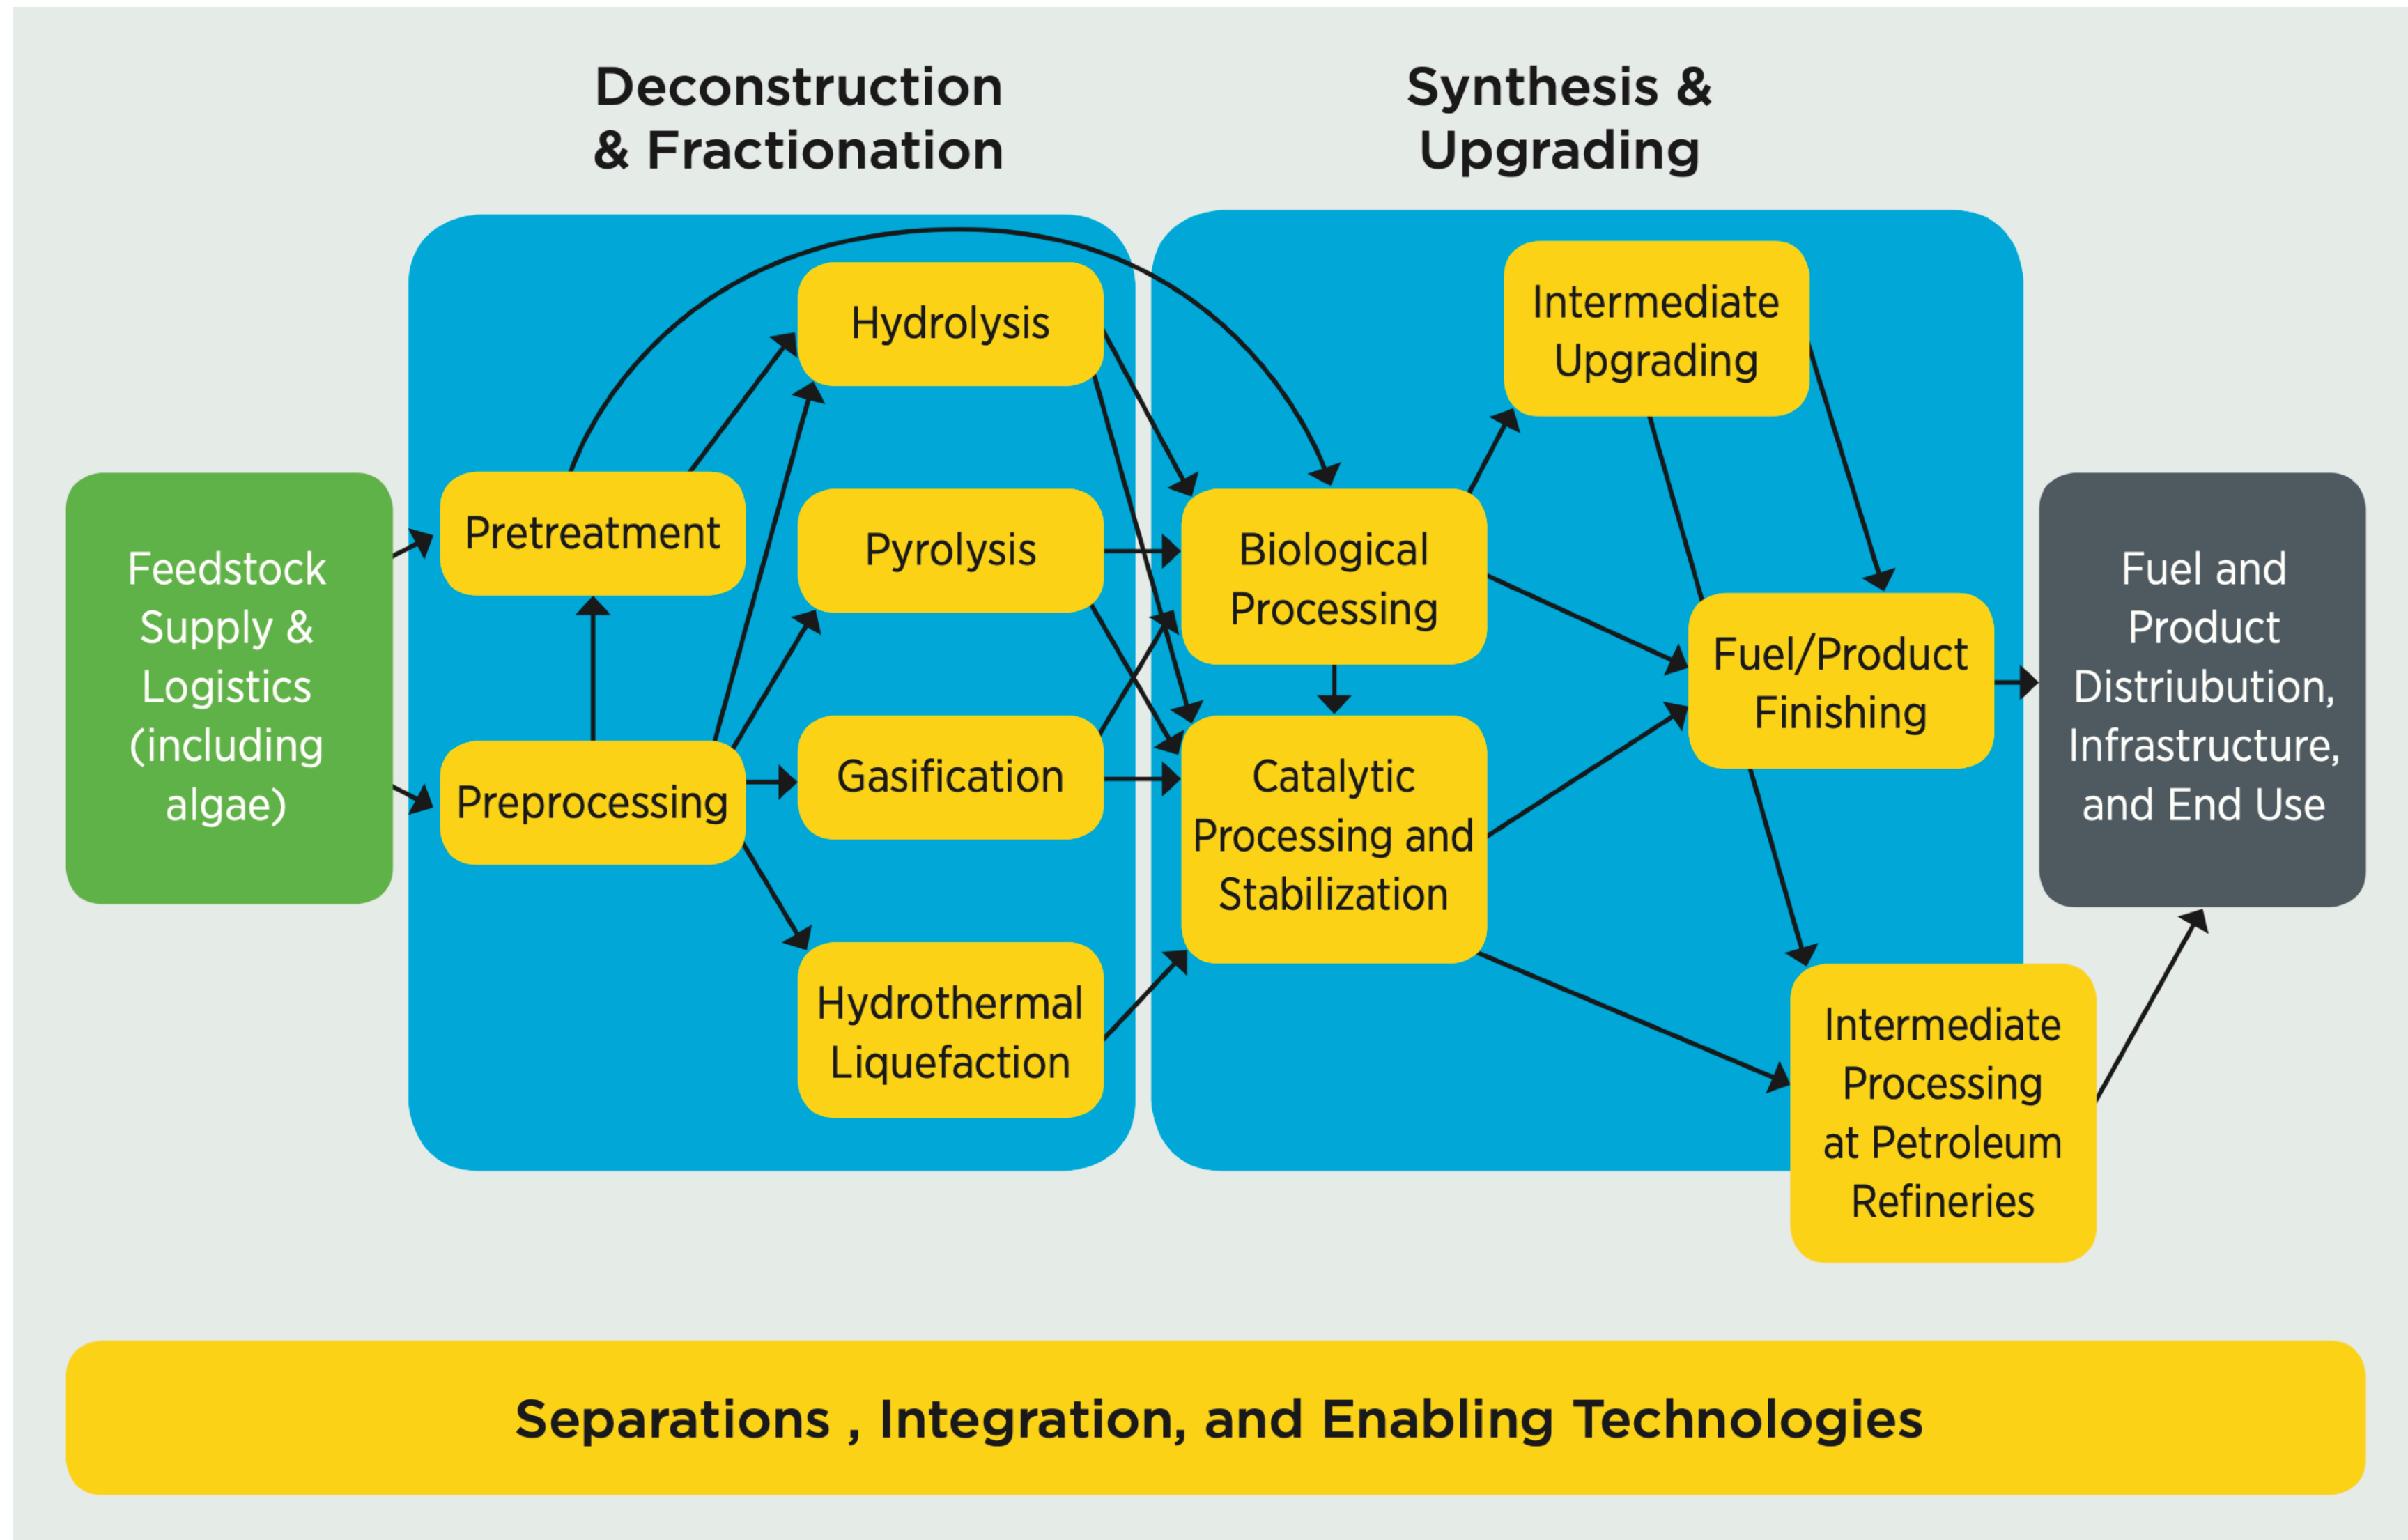 Deconstruction
& Fractionation
Synthesis &
Upgrading
Feedstock
Supply &
Logistics
(including
algae)
Pretreatment
Preprocessing
Hydrolysis
Pyrolysis
Gasification
Hydrothermal
Liquefaction
Biological
Processing
Catalytic
Processing and
Stabilization
Intermediate
Upgrading
Fuel/Product
Finishing
Intermediate
Processing
at Petroleum
Refineries
Fuel and
Product
Distriubution,
Infrastructure,
and End Use
Separations , Integration, and Enabling Technologies